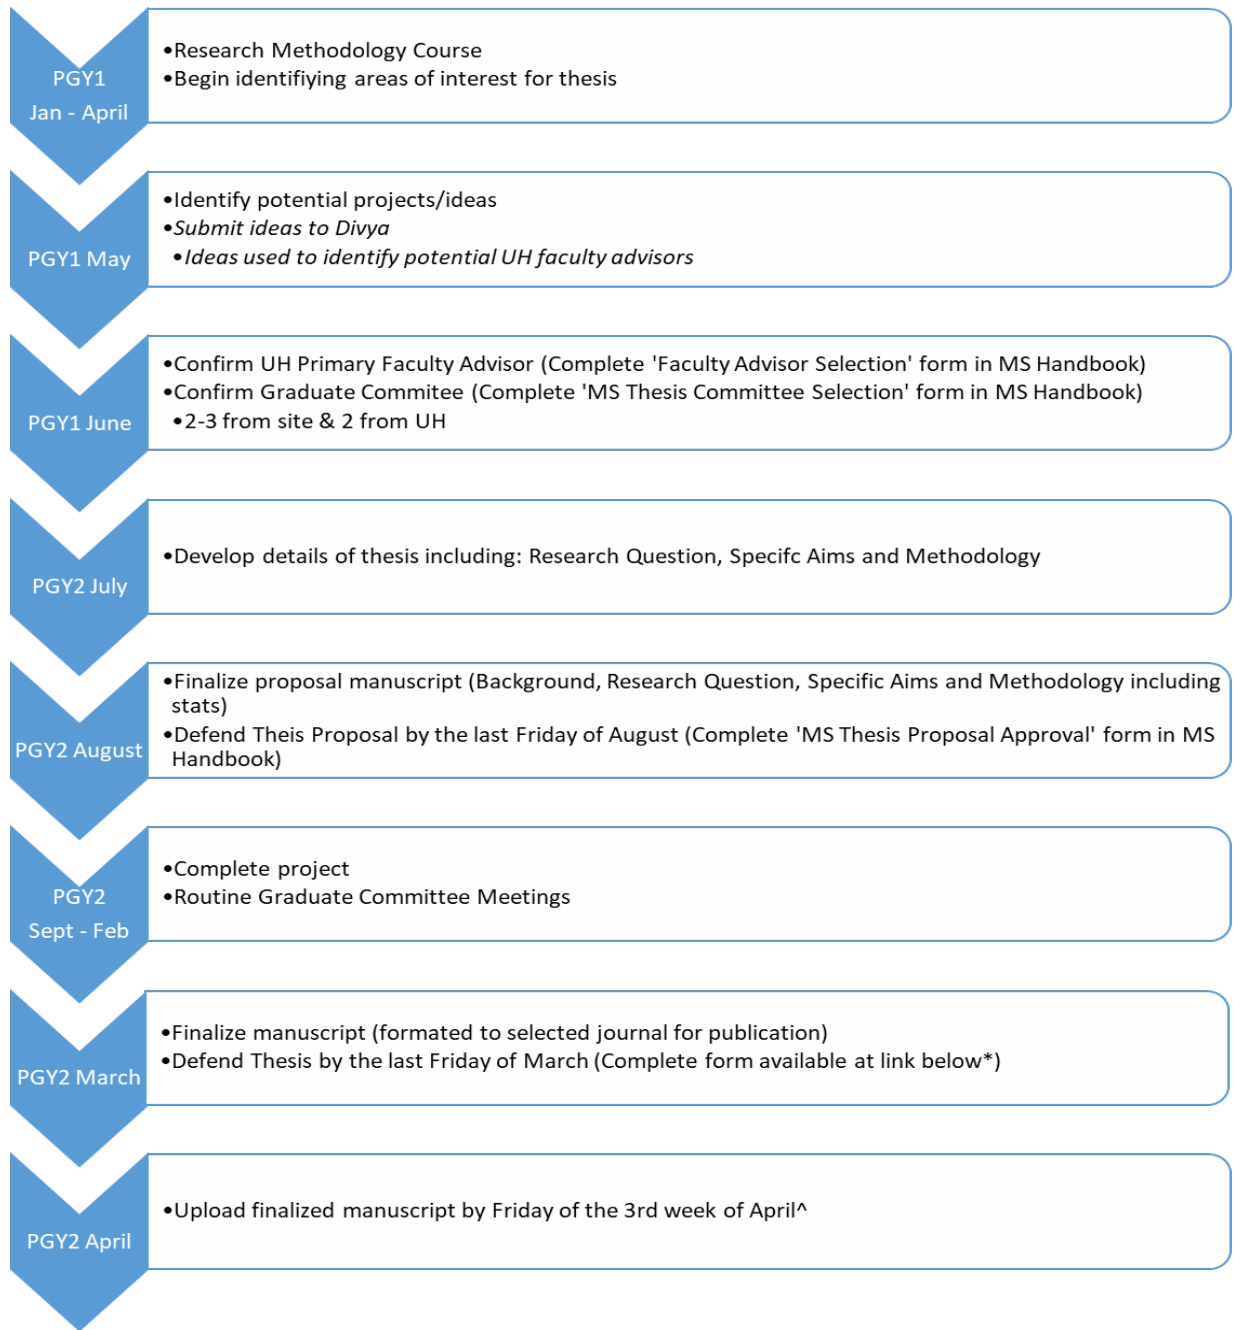 PGY1
Jan - April
•Research Methodology Course
•Begin identifiying areas of interest for thesis
PGY1 May
•Identify potential projects/ideas
•Submit ideas to Divya
•Ideas used to identify potential UH faculty advisors
PGY1 June
•Confirm UH Primary Faculty Advisor (Complete 'Faculty Advisor Selection' form in MS Handbook)
•Confirm Graduate Commitee (Complete 'MS Thesis Committee Selection' form in MS Handbook)
•2-3 from site & 2 from UH
PGY2 July
•Develop details of thesis including: Research Question, Specifc Aims and Methodology
PGY2 August
•Finalize proposal manuscript (Background, Research Question, Specific Aims and Methodology including
stats)
•Defend Theis Proposal by the last Friday of August (Complete 'MS Thesis Proposal Approval' form in MS
Handbook)
PGY2
Sept - Feb
•Complete project
•Routine Graduate Committee Meetings
PGY2 March
•Finalize manuscript (formated to selected journal for publication)
•Defend Thesis by the last Friday of March (Complete form available at link below*)
PGY2 April
•Upload finalized manuscript by Friday of the 3rd week of April^